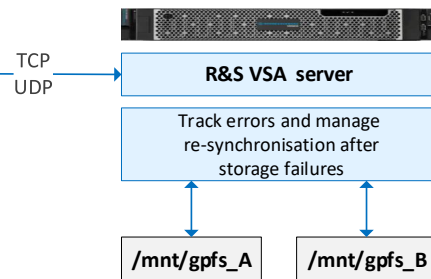 TCP
UDP
R&S VSA server
Track errors and manage
re-synchronisation after
storage failures
/mnt/gpfs_A
/mnt/gpfs_B